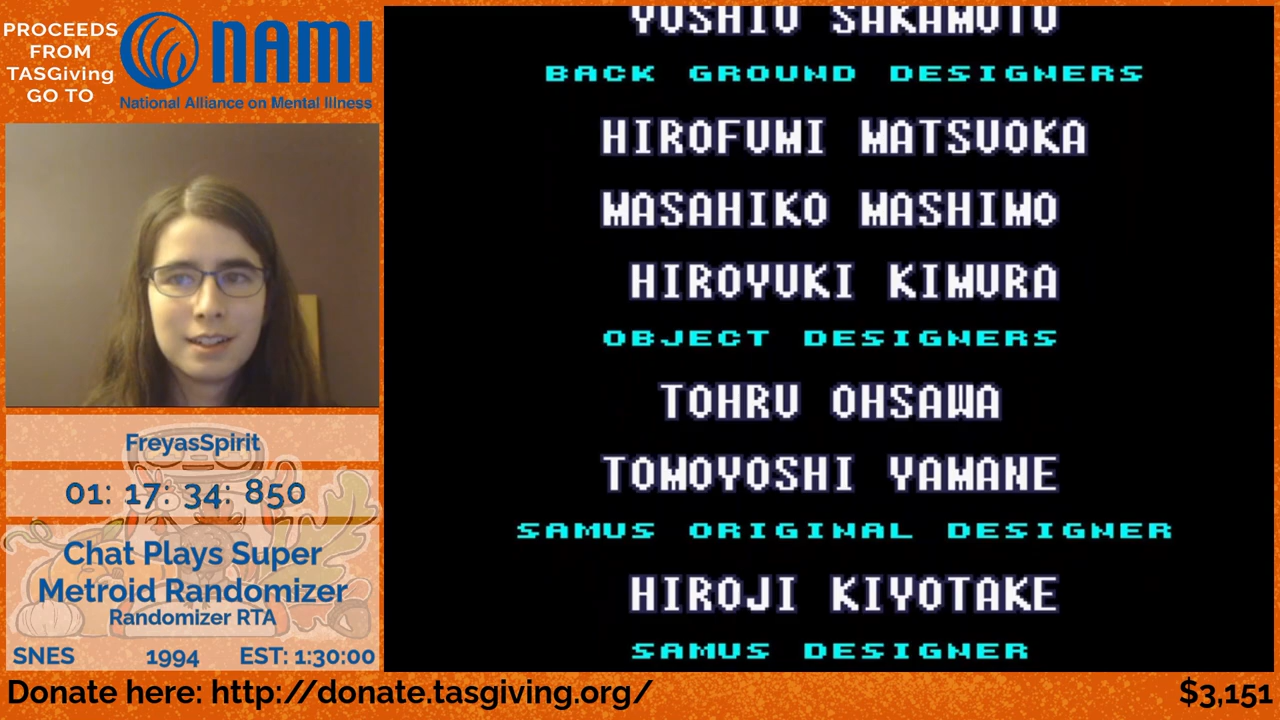 PROCEEDS
FROM
TASGiving
GO TO
NAMI
National Alliance on Mental Illness
FreyasSpirit
01: 17: 34: 850
Chat Plays Super
Metroid Randomizer
Randomizer RTA
SNES 1994 EST: 1:30:00
YOSHIO SAKAMOTO
BACK GROUND DESIGNERS
HIROFUMI MATSUOKA
MASAHIKO MASHIMO
HIROYUKI KIMURA
OBJECT DESIGNERS
TOHRU OHSAWA
TOMOYOSHI YAMANE
SAMUS ORIGINAL DESIGNER
HIROJI KIYOTAKE
SAMUS DESIGNER
Donate here: http://donate.tasgiving.org/ $3,151